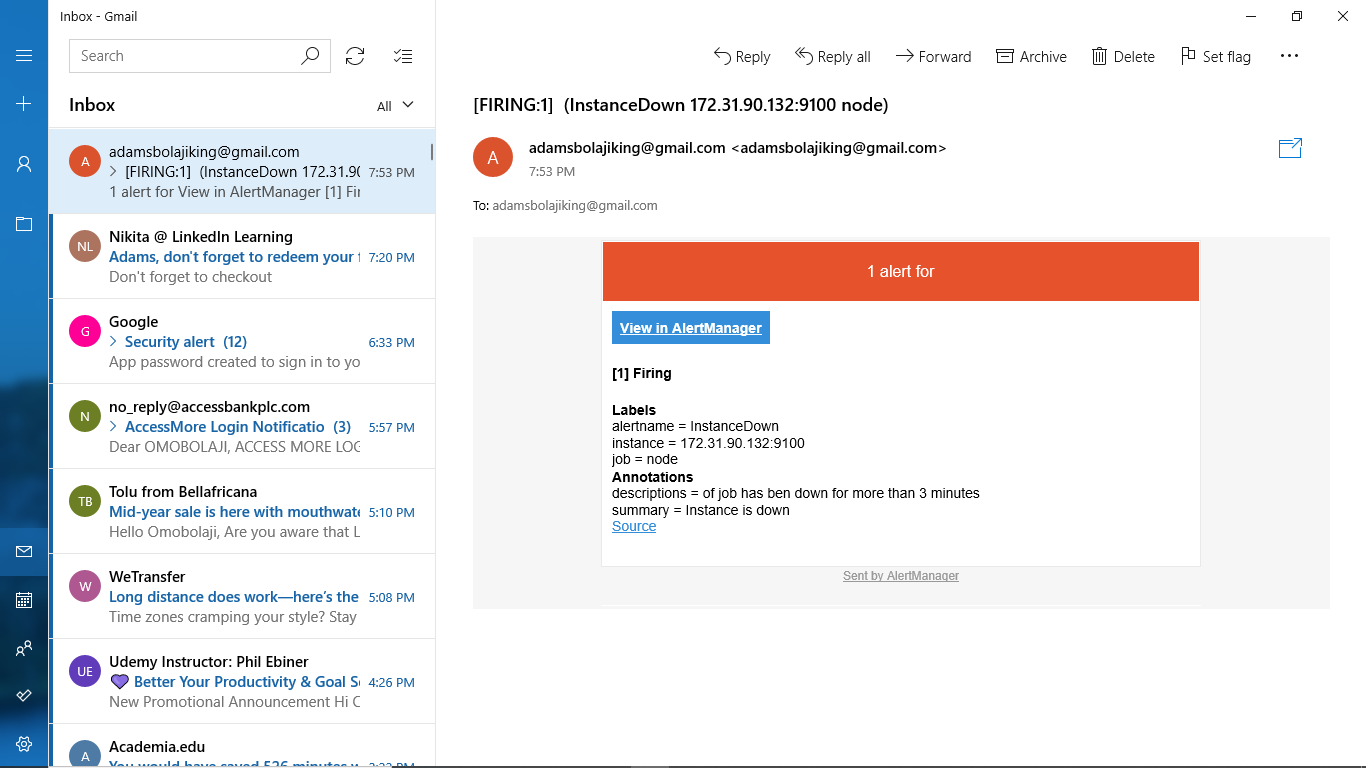 Inbox - Gmail
Search
Reply
Reply all
Forward
Archive
Delete
Set flag
Inbox
All
A
adamsbolajiking@gmail.com
[FIRING:1] (InstanceDown 172.31.90
7:53 PM
1 alert for View in AlertManager [1] Fir
NL
Nikita @ LinkedIn Learning
Adams, don't forget to redeem your
7:20 PM
Don't forget to checkout
G
Google
Security alert (12)
6:33 PM
App password created to sign in to yo
N
no_reply@accessbankplc.com
AccessMore Login Notificatio (3)
5:57 PM
Dear OMOBOLAJI, ACCESS MORE LOG
TB
Tolu from Bellafricana
Mid-year sale is here with mouthwate
5:10 PM
Hello Omobolaji, Are you aware that L
W
WeTransfer
Long distance does work—here's the
5:08 PM
Time zones cramping your style? Stay
UE
Udemy Instructor: Phil Ebiner
💜 Better Your Productivity & Goal Se
4:26 PM
New Promotional Announcement Hi C
A
Academia.edu
You would have saved 526 minutes
[FIRING:1] (InstanceDown 172.31.90.132:9100 node)
A
adamsbolajiking@gmail.com <adamsbolajiking@gmail.com>
7:53 PM
To: adamsbolajiking@gmail.com
1 alert for
View in AlertManager
[1] Firing
Labels
alertname = InstanceDown
instance = 172.31.90.132:9100
job = node
Annotations
descriptions = of job has ben down for more than 3 minutes
summary = Instance is down
Source
Sent by AlertManager